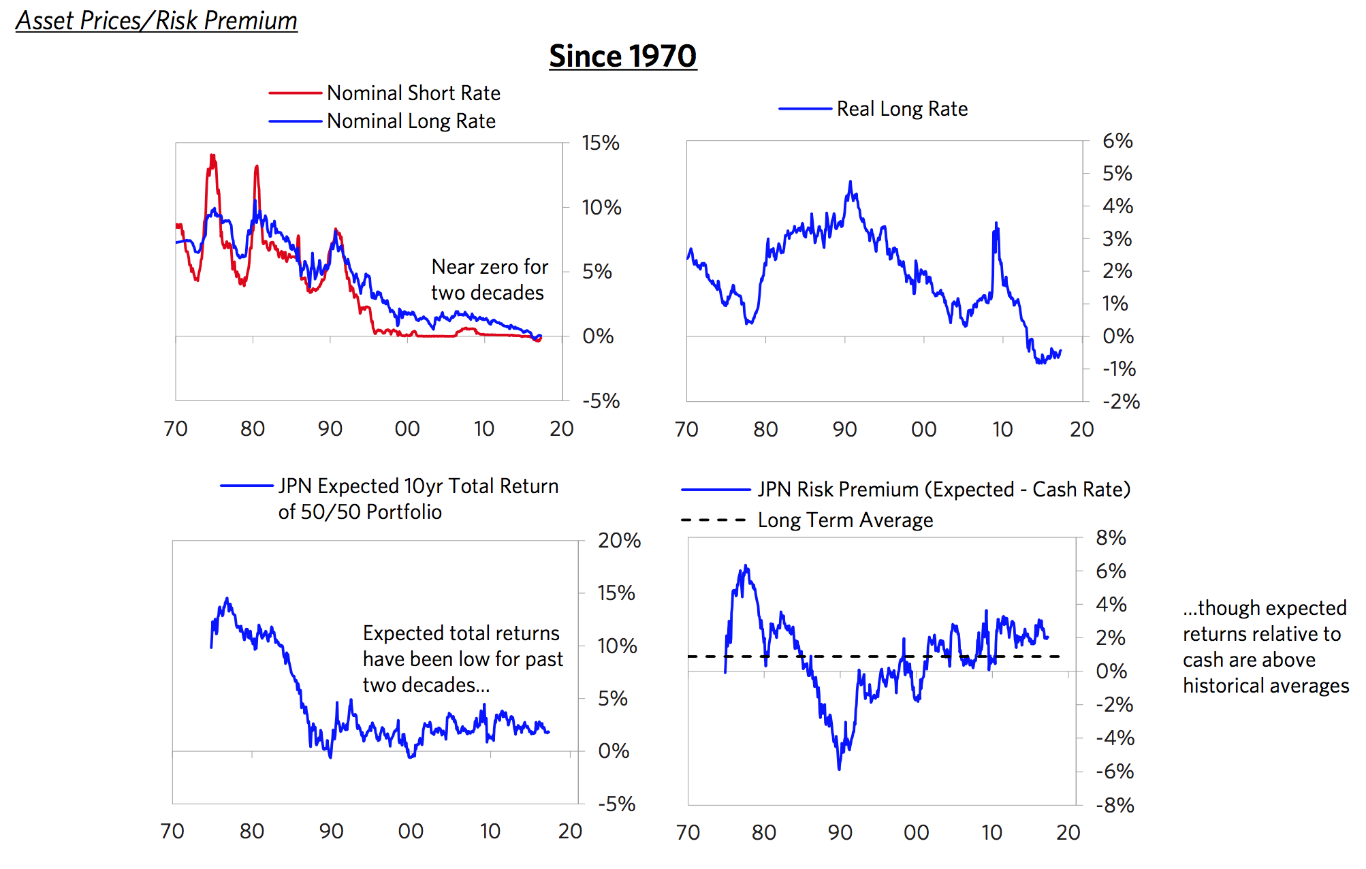 Asset Prices/Risk Premium
Since 1970
Nominal Short Rate
Nominal Long Rate
15%
10%
5%
0%
-5%
Near zero for
two decades
70 80 90 00 10 20
Real Long Rate
6%
5%
4%
3%
2%
1%
0%
-1%
-2%
70 80 90 00 10 20
JPN Expected 10yr Total Return
of 50/50 Portfolio
20%
15%
10%
5%
0%
-5%
Expected total returns
have been low for past
two decades...
70 80 90 00 10 20
JPN Risk Premium (Expected - Cash Rate)
Long Term Average
8%
6%
4%
2%
0%
-2%
-4%
-6%
-8%
70 80 90 00 10 20
...though expected
returns relative to
cash are above
historical averages